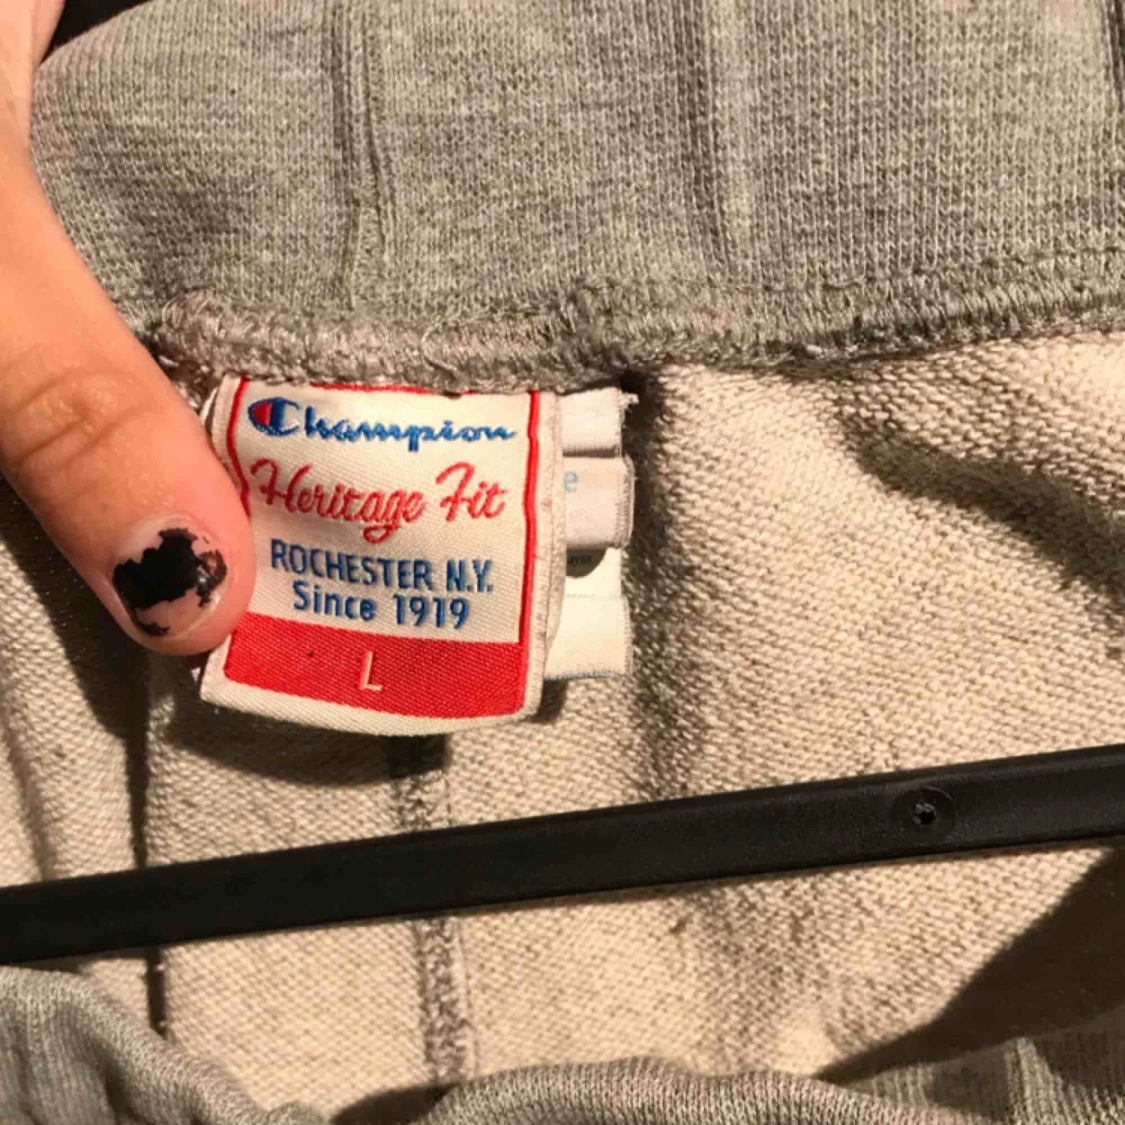 Champion
Heritage Fit
ROCHESTER N.Y.
Since 1919
L
e